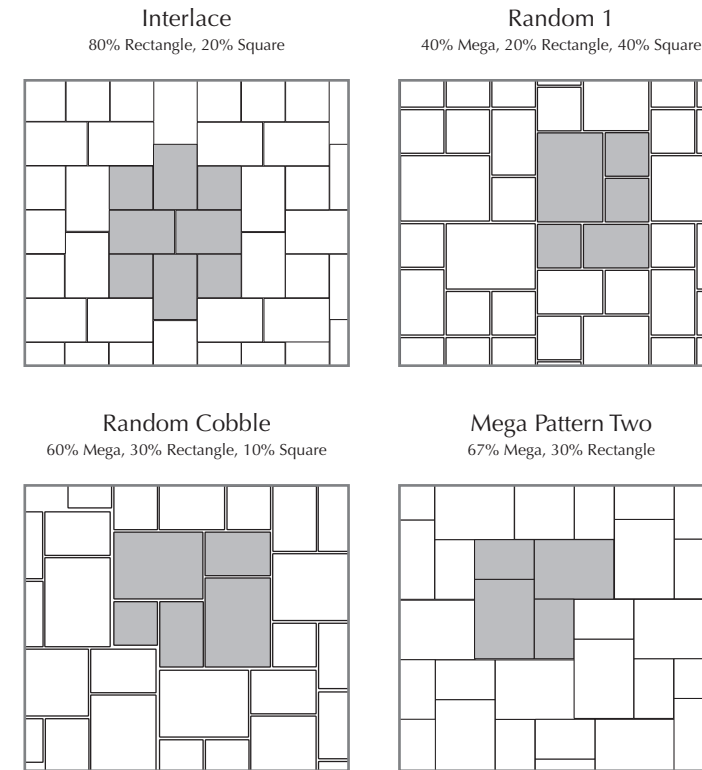 Interlace
80% Rectangle, 20% Square
Random 1
40% Mega, 20% Rectangle, 40% Square
Random Cobble
60% Mega, 30% Rectangle, 10% Square
Mega Pattern Two
67% Mega, 30% Rectangle